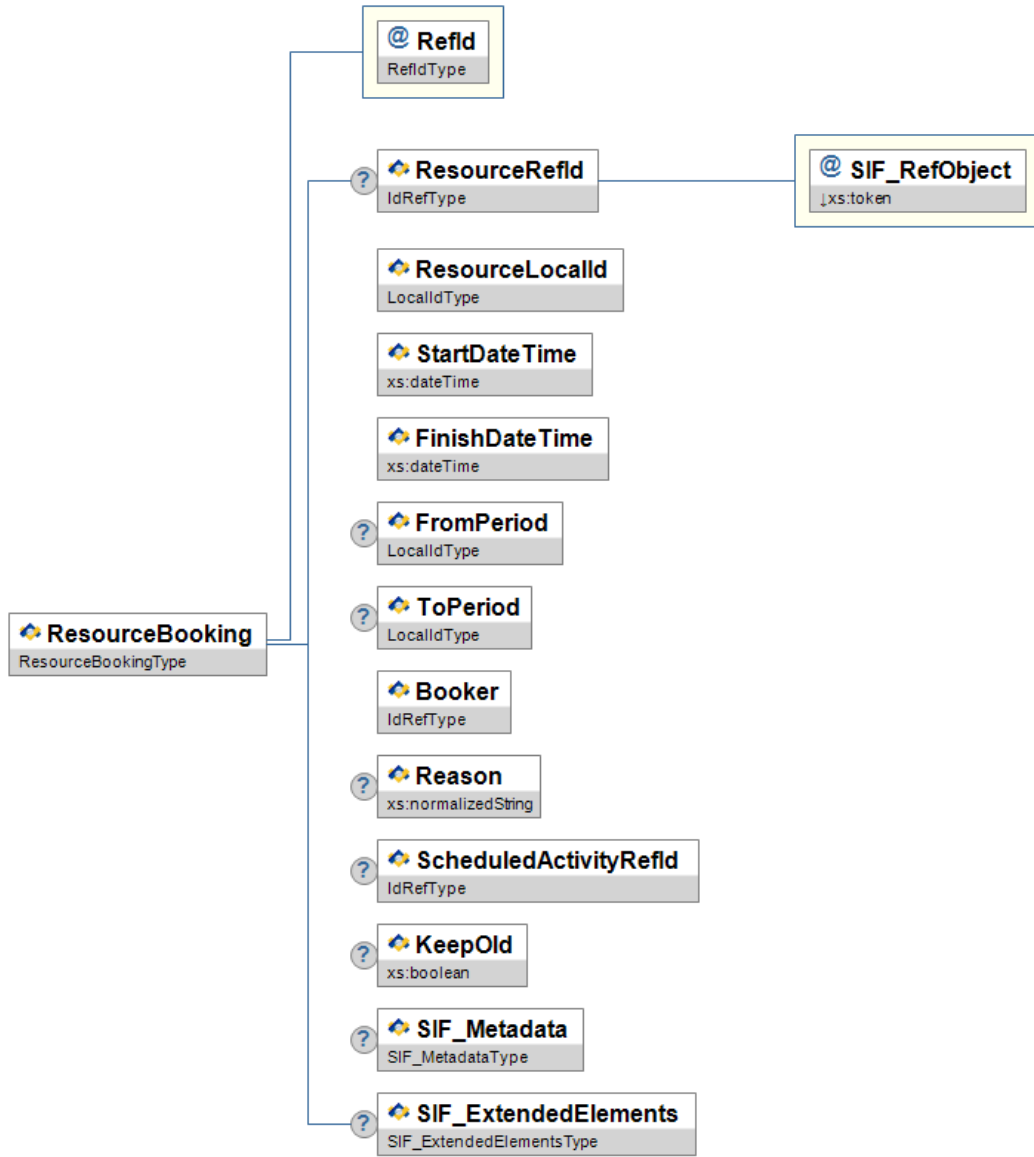 @ RefId
RefIdType
? ResourceRefId
IdRefType
@ SIF_RefObject
↓xs:token
ResourceLocalId
LocalIdType
StartDateTime
xs:dateTime
FinishDateTime
xs:dateTime
? FromPeriod
LocalIdType
? ToPeriod
LocalIdType
ResourceBooking
ResourceBookingType
Booker
IdRefType
? Reason
xs:normalizedString
? ScheduledActivityRefId
IdRefType
? KeepOld
xs:boolean
? SIF_Metadata
SIF_MetadataType
? SIF_ExtendedElements
SIF_ExtendedElementsType